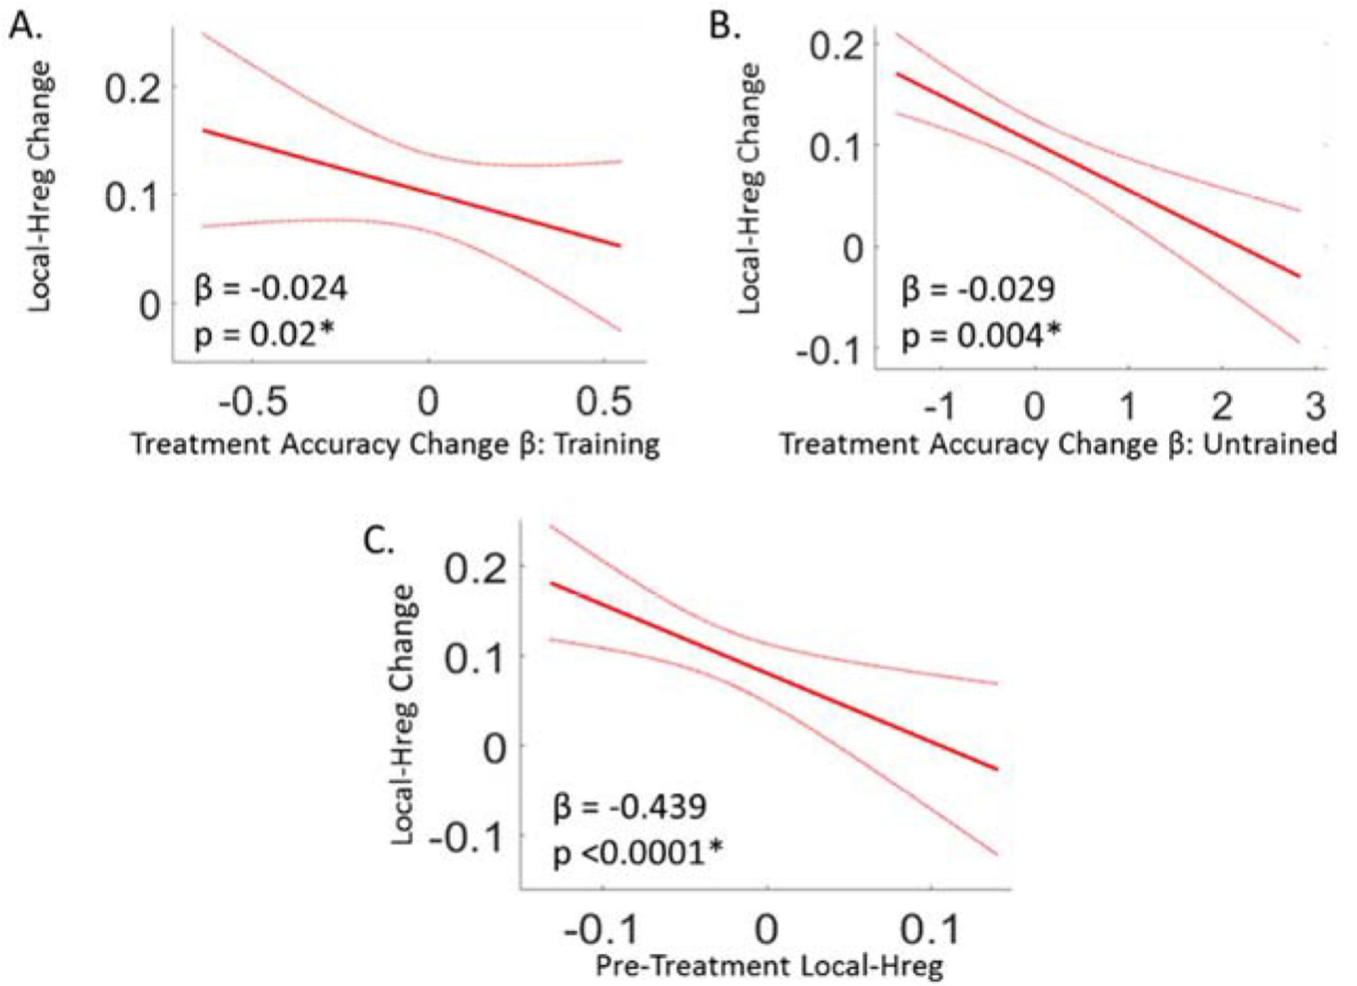 A.
Local-Hreg Change
0.2
0.1
0
β = -0.024
p = 0.02*
-0.5 0 0.5
Treatment Accuracy Change β: Training
B.
Local-Hreg Change
0.2
0.1
0
-0.1
β = -0.029
p = 0.004*
-1 0 1 2 3
Treatment Accuracy Change β: Untrained
C.
Local-Hreg Change
0.2
0.1
0
-0.1
β = -0.439
p <0.0001*
-0.1 0 0.1
Pre-Treatment Local-Hreg